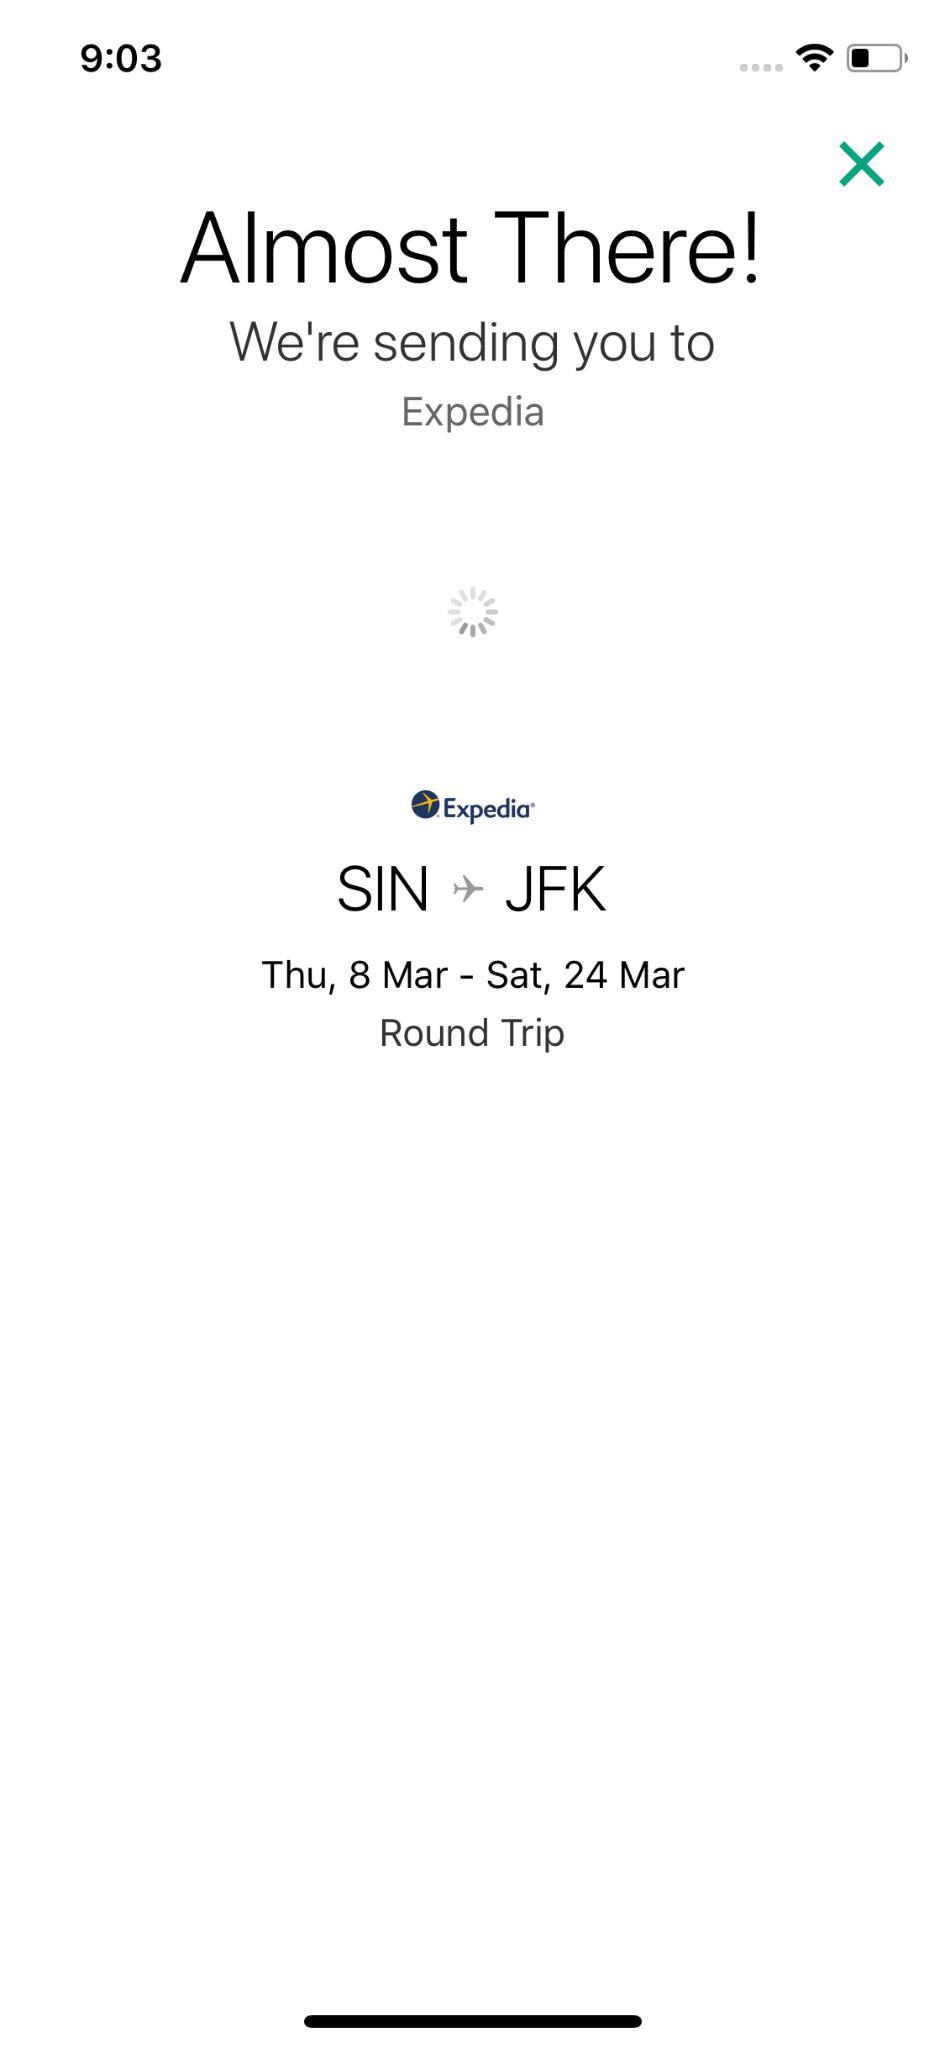 9:03
Almost There!
We're sending you to
Expedia
Expedia
SIN JFK
Thu, 8 Mar - Sat, 24 Mar
Round Trip